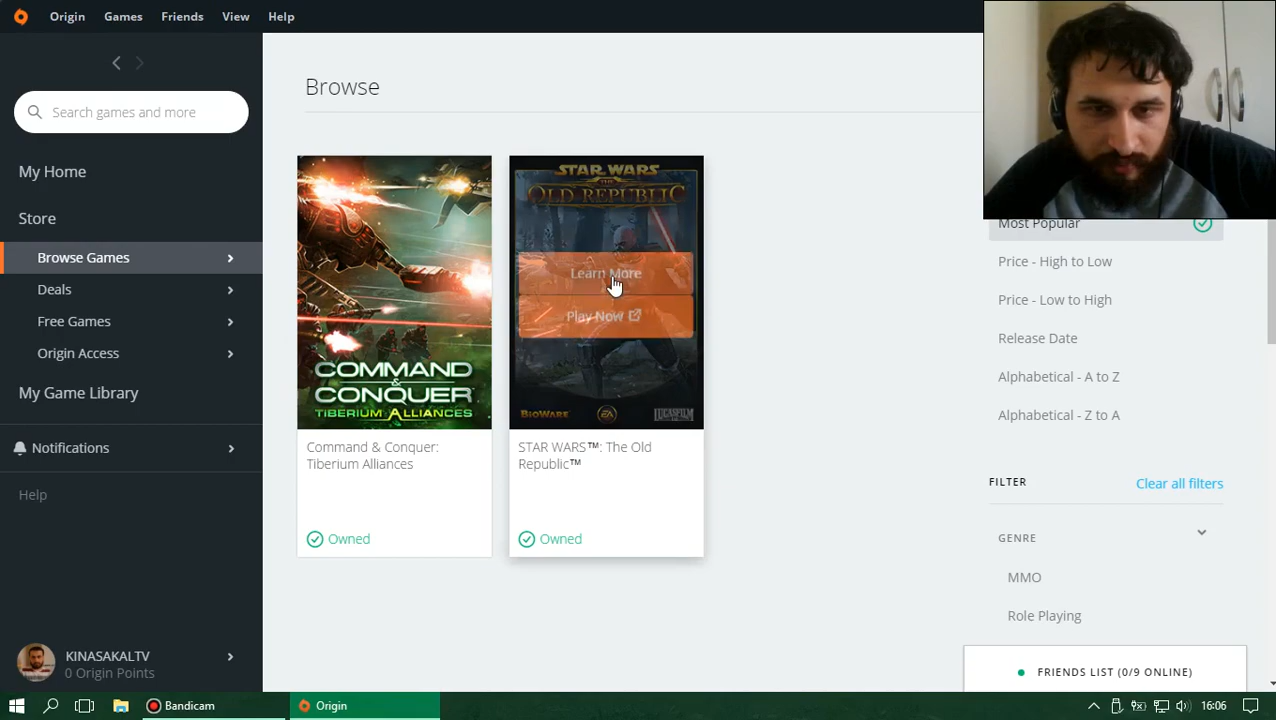 Origin Games Friends View Help
Search games and more
My Home
Store
Browse Games
Deals
Free Games
Origin Access
My Game Library
Notifications
Help
KINASAKALTV
0 Origin Points
Browse
COMMAND
& CONQUER
TIBERIUM ALLIANCES
Command & Conquer:
Tiberium Alliances
Owned
STAR WARS
THE
OLD REPUBLIC
Learn More
Play Now
BIOWARE EA LUCASFILM
STAR WARS™: The Old
Republic™
Owned
Most Popular
Price - High to Low
Price - Low to High
Release Date
Alphabetical - A to Z
Alphabetical - Z to A
FILTER Clear all filters
GENRE
MMO
Role Playing
FRIENDS LIST (0/9 ONLINE)
Bandicam Origin 16:06